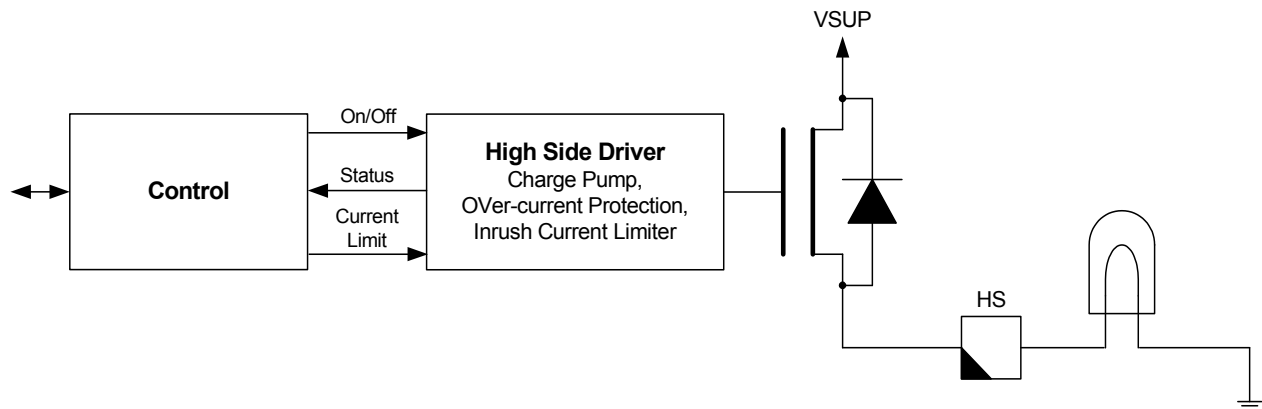 VSUP
On/Off
Control
Status
Current
Limit
High Side Driver
Charge Pump,
OVer-current Protection,
Inrush Current Limiter
HS